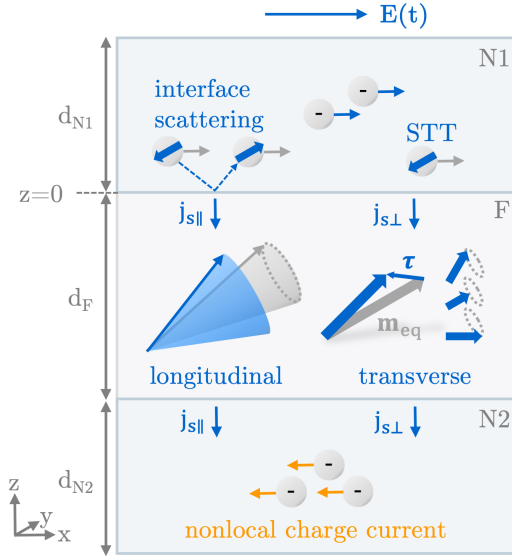 E(t)
N1
d_N1
interface
scattering
-
-
STT
z=0
j_s∥
j_s⊥
F
d_F
τ
m_eq
longitudinal
transverse
j_s∥
j_s⊥
N2
d_N2
-
-
-
nonlocal charge current
z
y
x